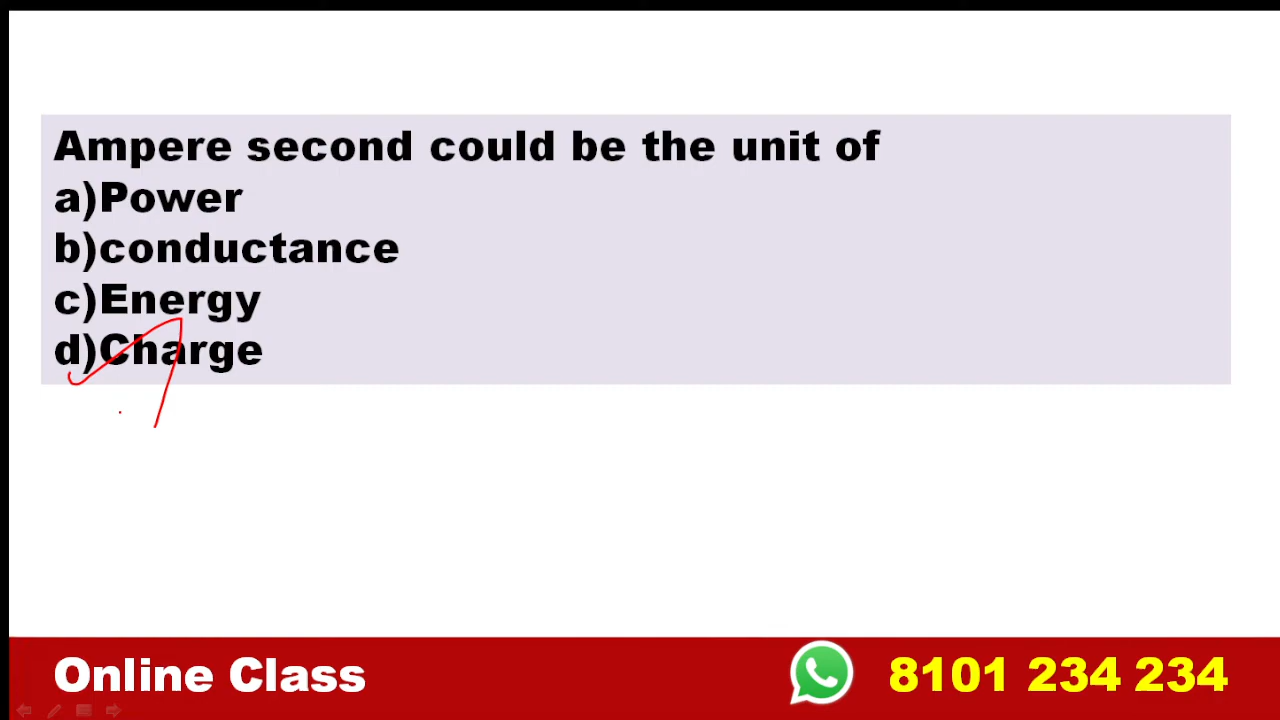 Ampere second could be the unit of
a)Power
b)conductance
c)Energy
d)Charge
Online Class
8101 234 234